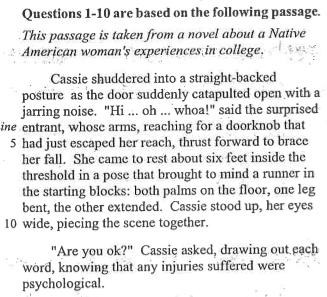 Questions 1-10 are based on the following passage.
This passage is taken from a novel about a Native
American woman's experiences in college.
Cassie shuddered into a straight-backed
posture as the door suddenly catapulted open with a
jarring noise. "Hi ... oh ... whoa!" said the surprised
ine entrant, whose arms, reaching for a doorknob that
5 had just escaped her reach, thrust forward to brace
her fall. She came to rest about six feet inside the
threshold in a pose that brought to mind a runner in
the starting blocks: both palms on the floor, one leg
bent, the other extended. Cassie stood up, her eyes
10 wide, piecing the scene together.
"Are you ok?" Cassie asked, drawing out each
word, knowing that any injuries suffered were
psychological.